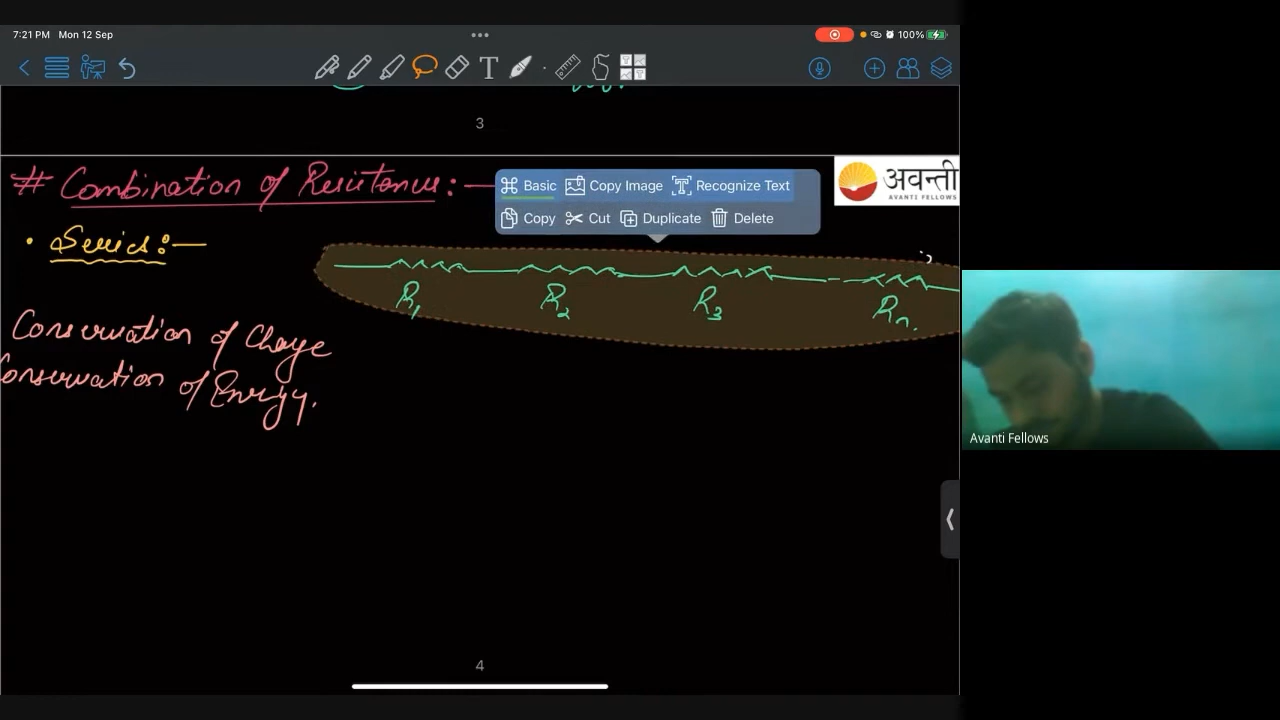 7:21 PM Mon 12 Sep
100%
T
3
# Combination of Resistance:—
Basic Copy Image Recognize Text
Copy Cut Duplicate Delete
अवन्ती
AVANTI FELLOWS
• Series:—
R1 R2 R3 Rn.
Conservation of Charge
Conservation of Energy.
Avanti Fellows
4